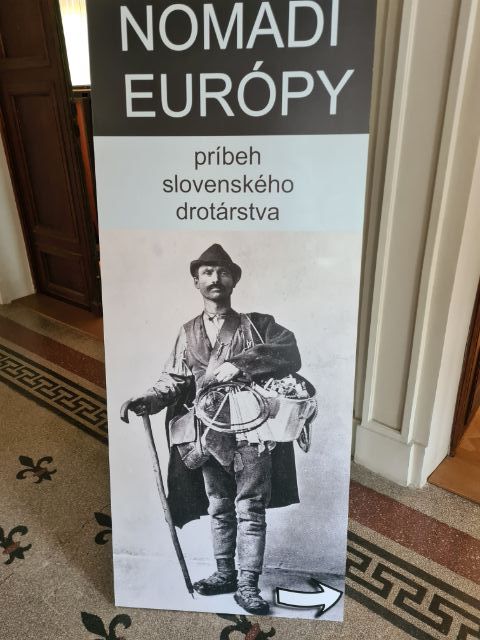 NOMÁDI
EURÓPY
príbeh
slovenského
drotárstva